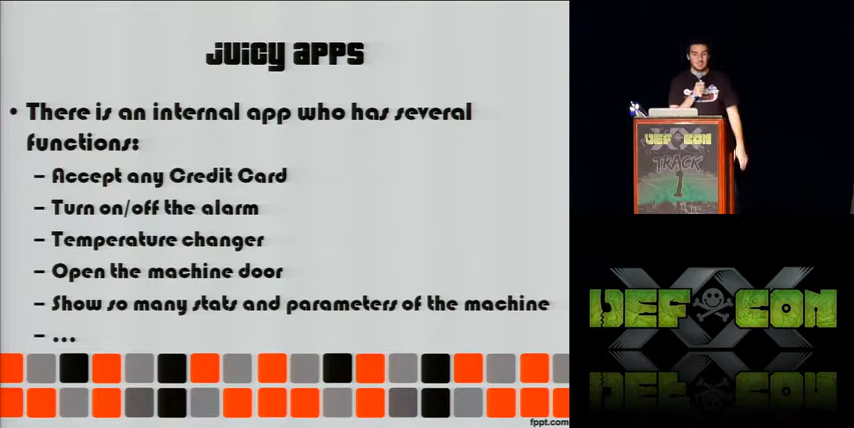 Juicy apps
• There is an internal app who has several
functions:
– Accept any Credit Card
– Turn on/off the alarm
– Temperature changer
– Open the machine door
– Show so many stats and parameters of the machine
– ...
fppt.com
DEF CON
TRACK
1
XX
DEF CON